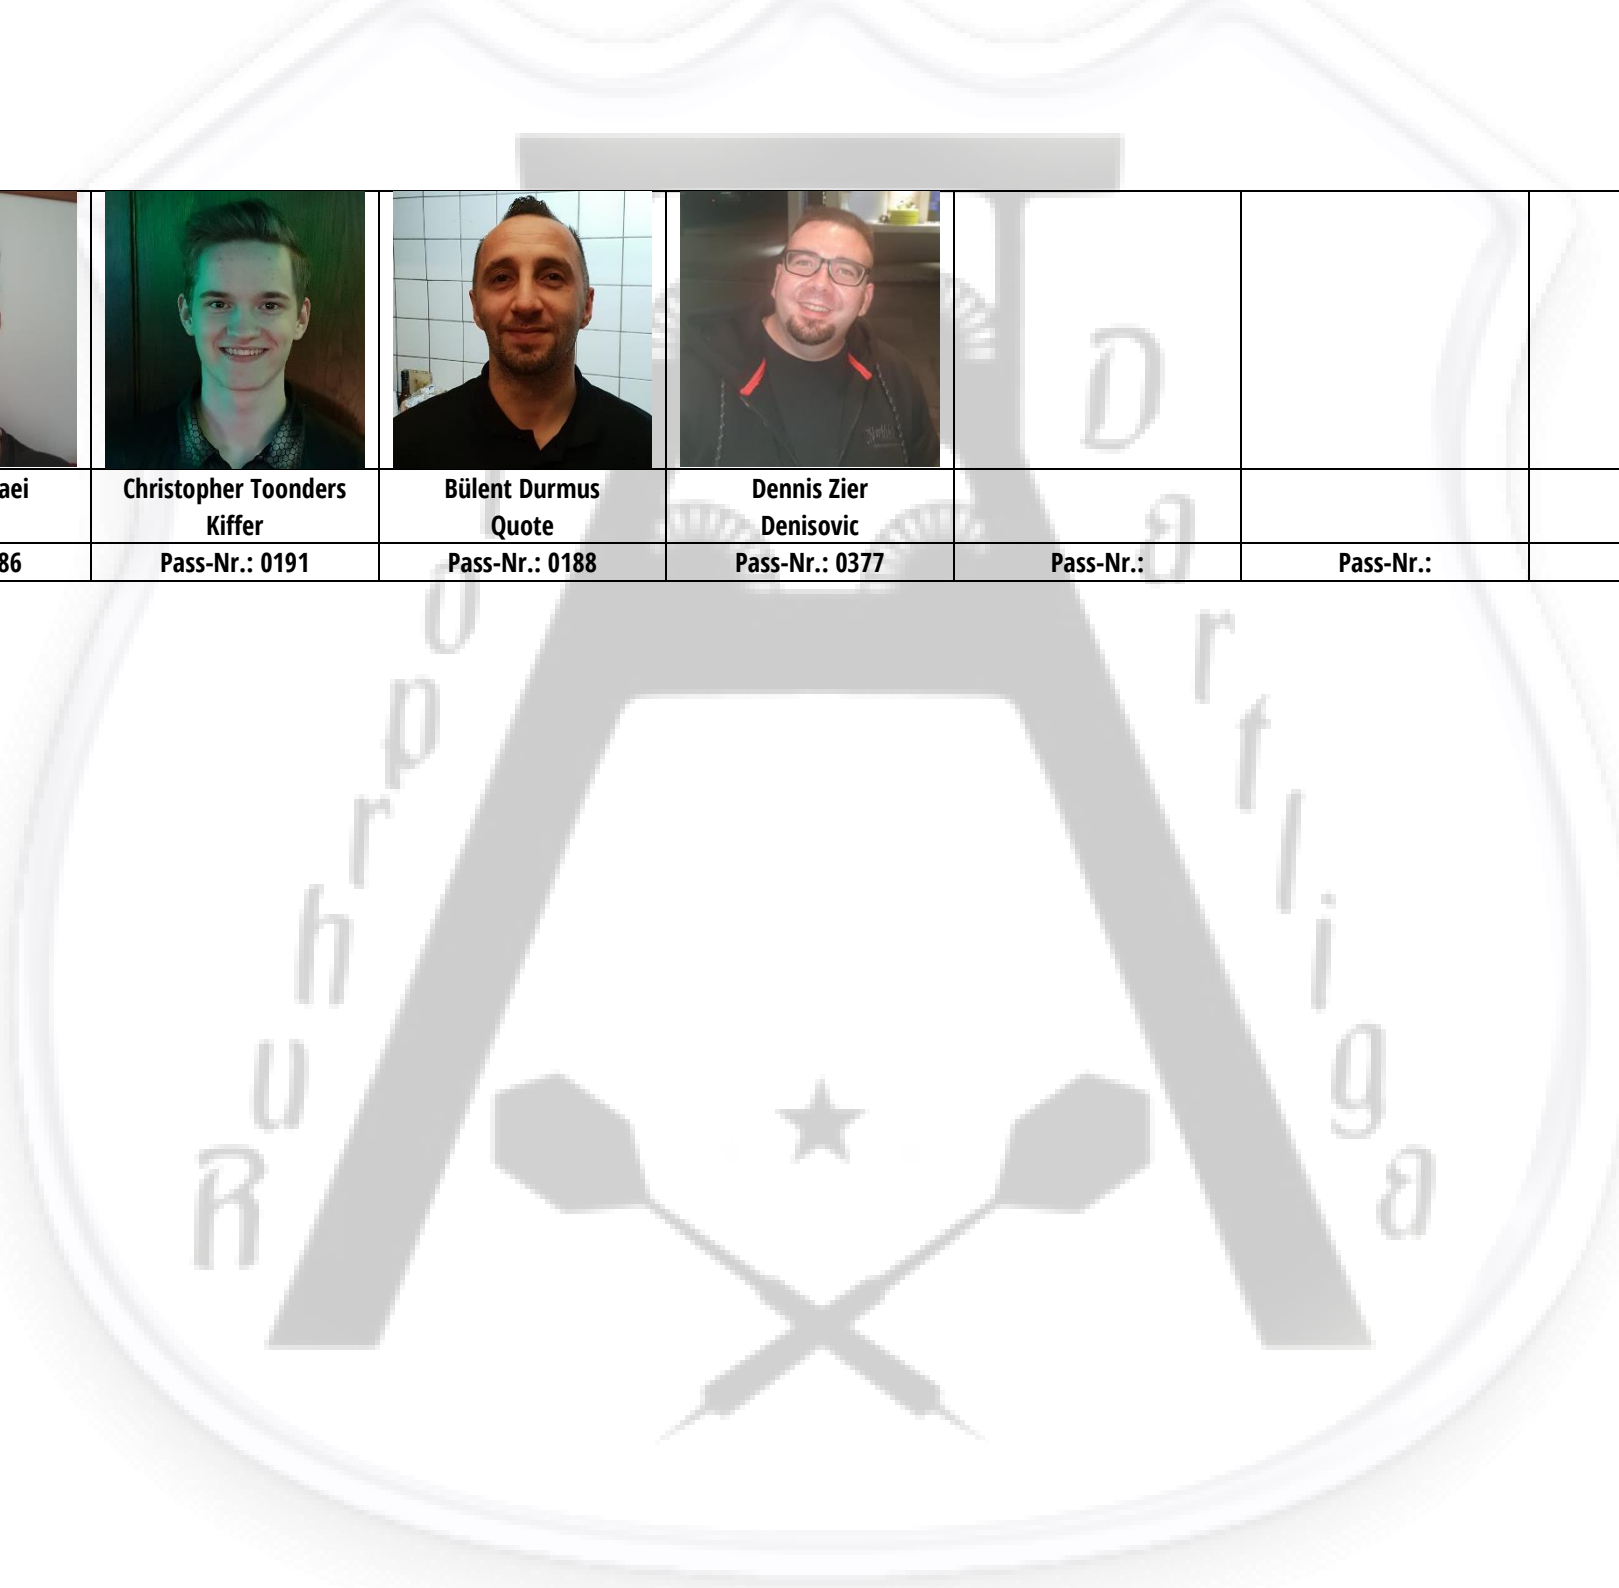 aei
Christopher Toonders
Kiffer
Bülent Durmus
Quote
Dennis Zier
Denisovic
86
Pass-Nr.: 0191
Pass-Nr.: 0188
Pass-Nr.: 0377
Pass-Nr.:
Pass-Nr.:
Dartliga